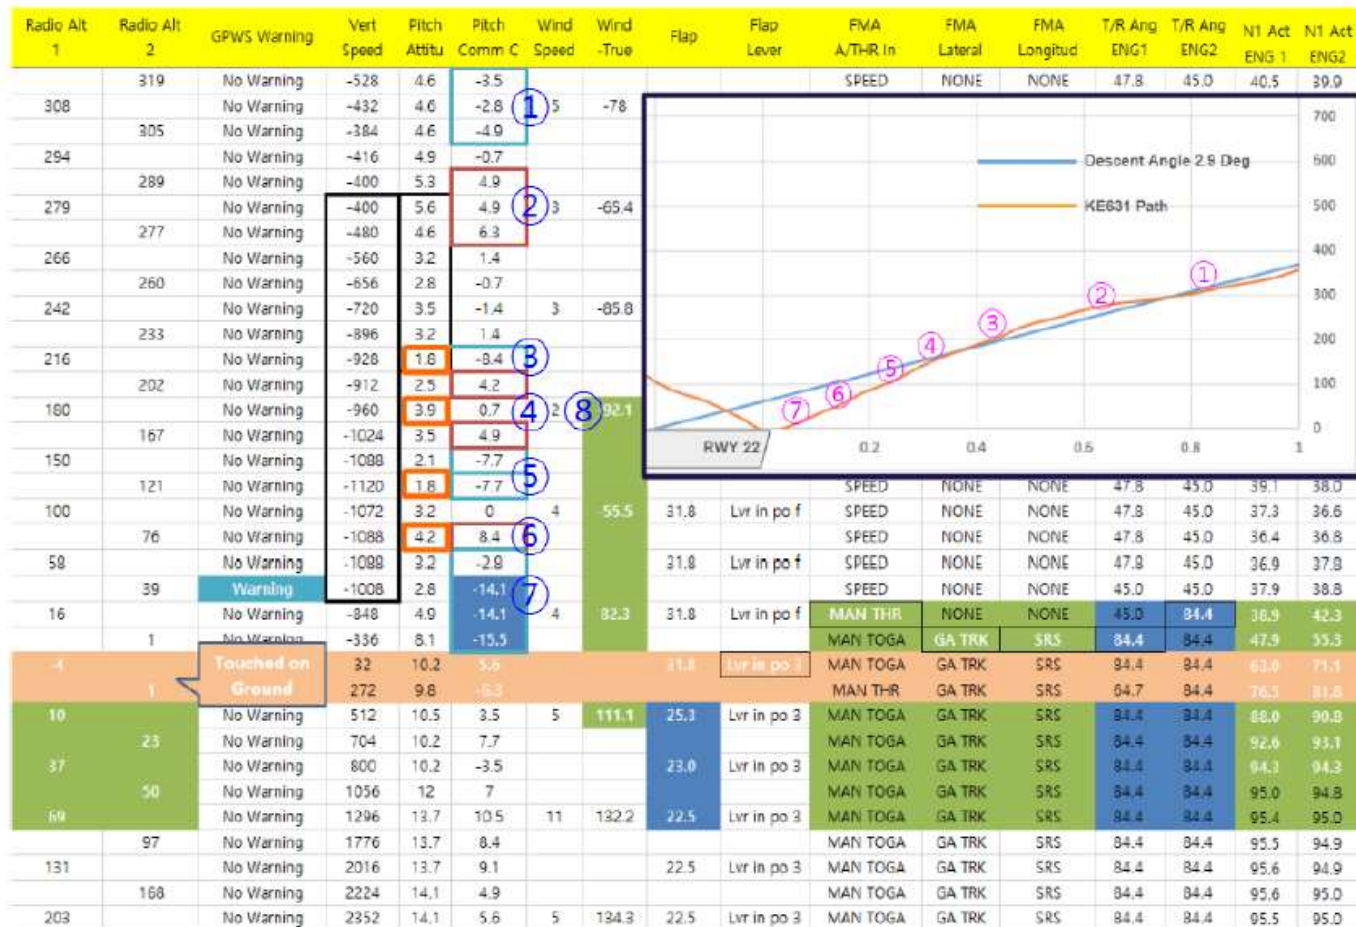 Radio Alt 1 Radio Alt 2 GPWS Warning Vert Speed Pitch Attitu Pitch Comm C Wind Speed Wind -True Flap Flap Lever FMA A/THR In FMA Lateral FMA Longitud T/R Ang ENG1 T/R Ang ENG2 N1 Act ENG 1 N1 Act ENG2
319 No Warning -528 4.6 -3.5 SPEED NONE NONE 47.8 45.0 40.5 39.9
308 No Warning -432 4.6 -2.8 ① 5 -78
305 No Warning -384 4.6 -4.9
294 No Warning -416 4.9 -0.7
289 No Warning -400 5.3 4.9
279 No Warning -400 5.6 4.9 ② 3 -65.4
277 No Warning -480 4.6 6.3
266 No Warning -560 3.2 1.4
260 No Warning -656 2.8 -0.7
242 No Warning -720 3.5 -1.4 3 -85.8
233 No Warning -896 3.2 1.4
216 No Warning -928 1.8 -8.4 ③
202 No Warning -912 2.5 4.2
180 No Warning -960 3.9 0.7 ④ 2 ⑧ -92.1
167 No Warning -1024 3.5 4.9
150 No Warning -1088 2.1 -7.7
⑤
121 No Warning -1120 1.8 -7.7 SPEED NONE NONE 47.8 45.0 39.1 38.0
100 No Warning -1072 3.2 0 4 -55.5 31.8 Lvr in po f SPEED NONE NONE 47.8 45.0 37.3 36.6
76 No Warning -1088 4.2 8.4 ⑥ SPEED NONE NONE 47.8 45.0 36.4 36.8
58 No Warning -1088 3.2 -2.8 31.8 Lvr in po f SPEED NONE NONE 47.8 45.0 36.9 37.8
39 Warning -1008 2.8 -14.1 ⑦ SPEED NONE NONE 45.0 45.0 37.9 38.8
16 No Warning -848 4.9 -14.1 4 82.3 31.8 Lvr in po f MAN THR NONE NONE 45.0 84.4 38.9 42.3
1 No Warning -336 8.1 -15.5 MAN TOGA GA TRK SRS 84.4 84.4 47.9 55.3
-4 Touched on 32 10.2 5.6 31.8 Lvr in po 3 MAN TOGA GA TRK SRS 84.4 84.4 63.0 71.1
1 Ground 272 9.8 -6.3 MAN THR GA TRK SRS 64.7 84.4 76.5 81.8
10 No Warning 512 10.5 3.5 5 111.1 25.3 Lvr in po 3 MAN TOGA GA TRK SRS 84.4 84.4 88.0 90.8
23 No Warning 704 10.2 7.7 MAN TOGA GA TRK SRS 84.4 84.4 92.6 93.1
37 No Warning 800 10.2 -3.5 23.0 Lvr in po 3 MAN TOGA GA TRK SRS 84.4 84.4 94.3 94.3
50 No Warning 1056 12 7 MAN TOGA GA TRK SRS 84.4 84.4 95.0 94.8
69 No Warning 1296 13.7 10.5 11 132.2 22.5 Lvr in po 3 MAN TOGA GA TRK SRS 84.4 84.4 95.4 95.0
97 No Warning 1776 13.7 8.4 MAN TOGA GA TRK SRS 84.4 84.4 95.5 94.9
131 No Warning 2016 13.7 9.1 22.5 Lvr in po 3 MAN TOGA GA TRK SRS 84.4 84.4 95.6 94.9
168 No Warning 2224 14.1 4.9 MAN TOGA GA TRK SRS 84.4 84.4 95.6 95.0
203 No Warning 2352 14.1 5.6 5 134.3 22.5 Lvr in po 3 MAN TOGA GA TRK SRS 84.4 84.4 95.5 95.0
700
Descent Angle 2.9 Deg 600
KE631 Path 500
400
① 300
②
③ 200
④
⑤ 100
⑥
⑦ 0
RWY 22 0.2 0.4 0.6 0.8 1